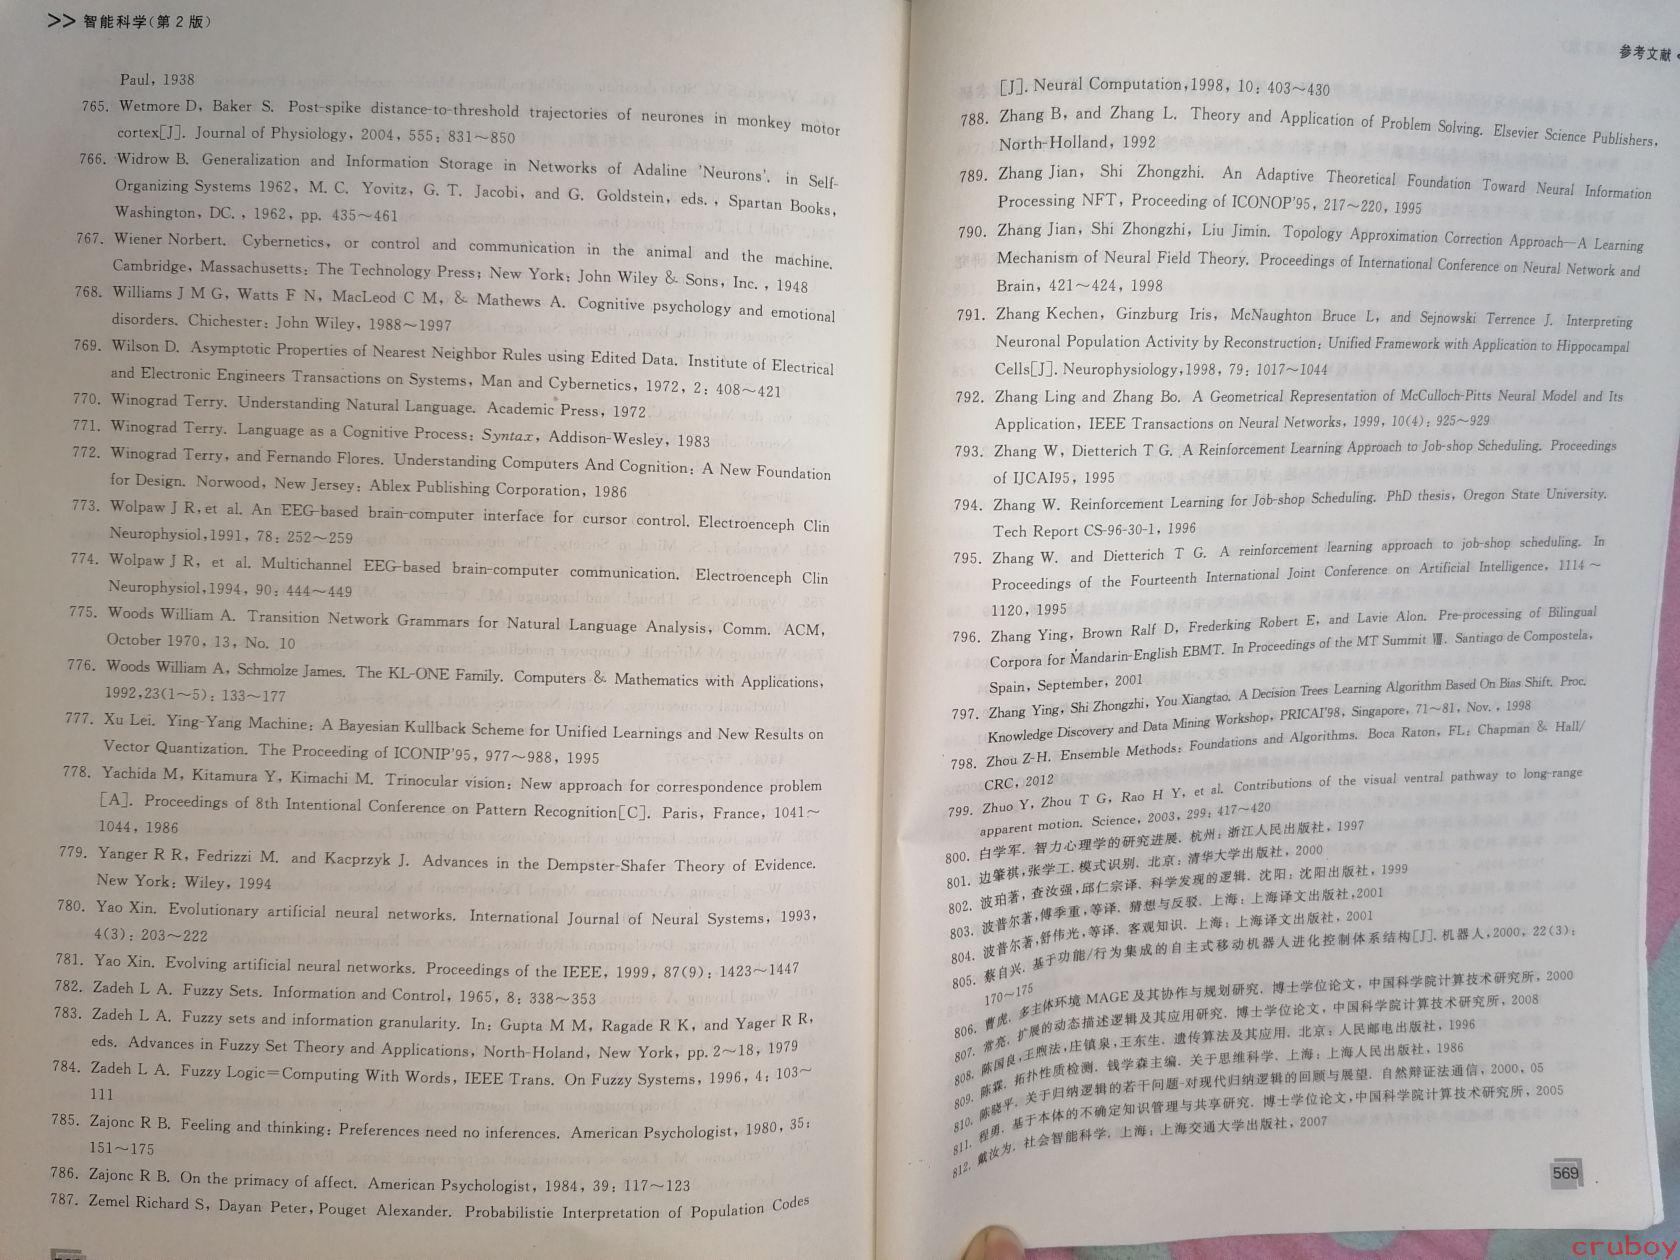 >> 智能科学(第2版)
Paul, 1938
765. Wetmore D, Baker S. Post-spike distance-to-threshold trajectories of neurones in monkey motor
cortex[J]. Journal of Physiology, 2004, 555: 831～850
766. Widrow B. Generalization and Information Storage in Networks of Adaline 'Neurons'. in Self-
Organizing Systems 1962, M. C. Yovitz, G. T. Jacobi, and G. Goldstein, eds. , Spartan Books,
Washington, DC. , 1962, pp. 435～461
767. Wiener Norbert. Cybernetics, or control and communication in the animal and the machine.
Cambridge, Massachusetts: The Technology Press; New York: John Wiley & Sons, Inc. , 1948
768. Williams J M G, Watts F N, MacLeod C M, & Mathews A. Cognitive psychology and emotional
disorders. Chichester: John Wiley, 1988～1997
769. Wilson D. Asymptotic Properties of Nearest Neighbor Rules using Edited Data. Institute of Electrical
and Electronic Engineers Transactions on Systems, Man and Cybernetics, 1972, 2: 408～421
770. Winograd Terry. Understanding Natural Language. Academic Press, 1972
771. Winograd Terry. Language as a Cognitive Process: Syntax, Addison-Wesley, 1983
772. Winograd Terry, and Fernando Flores. Understanding Computers And Cognition: A New Foundation
for Design. Norwood, New Jersey: Ablex Publishing Corporation, 1986
773. Wolpaw J R, et al. An EEG-based brain-computer interface for cursor control. Electroenceph Clin
Neurophysiol,1991, 78: 252～259
774. Wolpaw J R, et al. Multichannel EEG-based brain-computer communication. Electroenceph Clin
Neurophysiol,1994, 90: 444～449
775. Woods William A. Transition Network Grammars for Natural Language Analysis, Comm. ACM,
October 1970, 13, No. 10
776. Woods William A, Schmolze James. The KL-ONE Family. Computers & Mathematics with Applications,
1992,23(1～5): 133～177
777. Xu Lei. Ying-Yang Machine: A Bayesian Kullback Scheme for Unified Learnings and New Results on
Vector Quantization. The Proceeding of ICONIP'95, 977～988, 1995
778. Yachida M, Kitamura Y, Kimachi M. Trinocular vision: New approach for correspondence problem
[A]. Proceedings of 8th Intentional Conference on Pattern Recognition[C]. Paris, France, 1041～
1044, 1986
779. Yanger R R, Fedrizzi M. and Kacprzyk J. Advances in the Dempster-Shafer Theory of Evidence.
New York: Wiley, 1994
780. Yao Xin. Evolutionary artificial neural networks. International Journal of Neural Systems, 1993,
4(3): 203～222
781. Yao Xin. Evolving artificial neural networks. Proceedings of the IEEE, 1999, 87(9): 1423～1447
782. Zadeh L A. Fuzzy Sets. Information and Control, 1965, 8: 338～353
783. Zadeh L A. Fuzzy sets and information granularity. In: Gupta M M, Ragade R K, and Yager R R,
eds. Advances in Fuzzy Set Theory and Applications, North-Holand, New York, pp. 2～18, 1979
784. Zadeh L A. Fuzzy Logic=Computing With Words, IEEE Trans. On Fuzzy Systems, 1996, 4: 103～
111
785. Zajonc R B. Feeling and thinking: Preferences need no inferences. American Psychologist, 1980, 35:
151～175
786. Zajonc R B. On the primacy of affect. American Psychologist, 1984, 39: 117～123
787. Zemel Richard S, Dayan Peter, Pouget Alexander. Probabilistie Interpretation of Population Codes
参考文献
[J]. Neural Computation,1998, 10: 403～430
788. Zhang B, and Zhang L. Theory and Application of Problem Solving. Elsevier Science Publishers,
North-Holland, 1992
789. Zhang Jian, Shi Zhongzhi. An Adaptive Theoretical Foundation Toward Neural Information
Processing NFT, Proceeding of ICONOP'95, 217～220, 1995
790. Zhang Jian, Shi Zhongzhi, Liu Jimin. Topology Approximation Correction Approach—A Learning
Mechanism of Neural Field Theory. Proceedings of International Conference on Neural Network and
Brain, 421～424, 1998
791. Zhang Kechen, Ginzburg Iris, McNaughton Bruce L, and Sejnowski Terrence J. Interpreting
Neuronal Population Activity by Reconstruction: Unified Framework with Application to Hippocampal
Cells[J]. Neurophysiology,1998, 79: 1017～1044
792. Zhang Ling and Zhang Bo. A Geometrical Representation of McCulloch-Pitts Neural Model and Its
Application, IEEE Transactions on Neural Networks, 1999, 10(4): 925～929
793. Zhang W, Dietterich T G. A Reinforcement Learning Approach to Job-shop Scheduling. Proceedings
of IJCAI95, 1995
794. Zhang W. Reinforcement Learning for Job-shop Scheduling. PhD thesis, Oregon State University.
Tech Report CS-96-30-1, 1996
795. Zhang W. and Dietterich T G. A reinforcement learning approach to job-shop scheduling. In
Proceedings of the Fourteenth International Joint Conference on Artificial Intelligence, 1114～
1120, 1995
796. Zhang Ying, Brown Ralf D, Frederking Robert E, and Lavie Alon. Pre-processing of Bilingual
Corpora for Mandarin-English EBMT. In Proceedings of the MT Summit Ⅷ. Santiago de Compostela,
Spain, September, 2001
797. Zhang Ying, Shi Zhongzhi, You Xiangtao. A Decision Trees Learning Algorithm Based On Bias Shift. Proc.
Knowledge Discovery and Data Mining Workshop, PRICAI'98, Singapore, 71～81, Nov. , 1998
798. Zhou Z-H. Ensemble Methods: Foundations and Algorithms. Boca Raton, FL: Chapman & Hall/
CRC, 2012
799. Zhuo Y, Zhou T G, Rao H Y, et al. Contributions of the visual ventral pathway to long-range
apparent motion. Science, 2003, 299: 417～420
800. 白学军. 智力心理学的研究进展. 杭州: 浙江人民出版社, 1997
801. 边肇祺,张学工. 模式识别. 北京: 清华大学出版社, 2000
802. 波珀著, 查汝强,邱仁宗译. 科学发现的逻辑. 沈阳: 沈阳出版社, 1999
803. 波普尔著,傅季重,等译. 猜想与反驳. 上海: 上海译文出版社,2001
804. 波普尔著,舒伟光,等译. 客观知识. 上海: 上海译文出版社, 2001
805. 蔡自兴. 基于功能/行为集成的自主式移动机器人进化控制体系结构[J]. 机器人,2000, 22(3):
170～175
806. 曹虎. 多主体环境 MAGE 及其协作与规划研究. 博士学位论文, 中国科学院计算技术研究所, 2000
807. 常亮. 扩展的动态描述逻辑及其应用研究. 博士学位论文, 中国科学院计算技术研究所, 2008
808. 陈国良,王煦法,庄镇泉,王东生. 遗传算法及其应用. 北京: 人民邮电出版社, 1996
809. 陈霖. 拓扑性质检测. 钱学森主编. 关于思维科学. 上海: 上海人民出版社, 1986
810. 陈晓平. 关于归纳逻辑的若干问题-对现代归纳逻辑的回顾与展望. 自然辩证法通信, 2000, 05
811. 程勇. 基于本体的不确定知识管理与共享研究. 博士学位论文,中国科学院计算技术研究所, 2005
812. 戴汝为. 社会智能科学. 上海: 上海交通大学出版社, 2007
569
cruboy